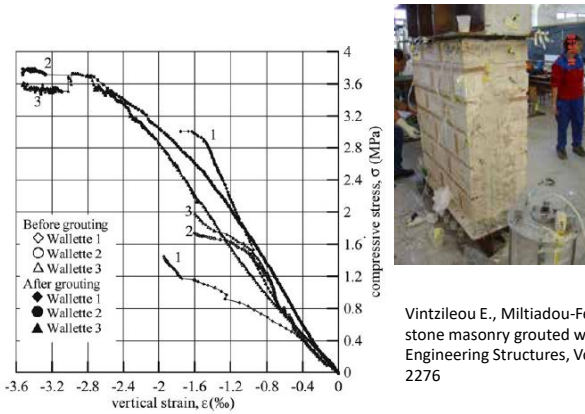 4
3.6
3.2
2.8
2.4
2
1.6
1.2
0.8
0.4
0
compressive stress, σ (MPa)
2
3
1
3
2
1
Before grouting
◇ Wallette 1
○ Wallette 2
△ Wallette 3
After grouting
◆ Wallette 1
● Wallette 2
▲ Wallette 3
-3.6 -3.2 -2.8 -2.4 -2 -1.6 -1.2 -0.8 -0.4 0
vertical strain, ε(‰)
Vintzileou E., Miltiadou-Fe
stone masonry grouted w
Engineering Structures, Vo
2276